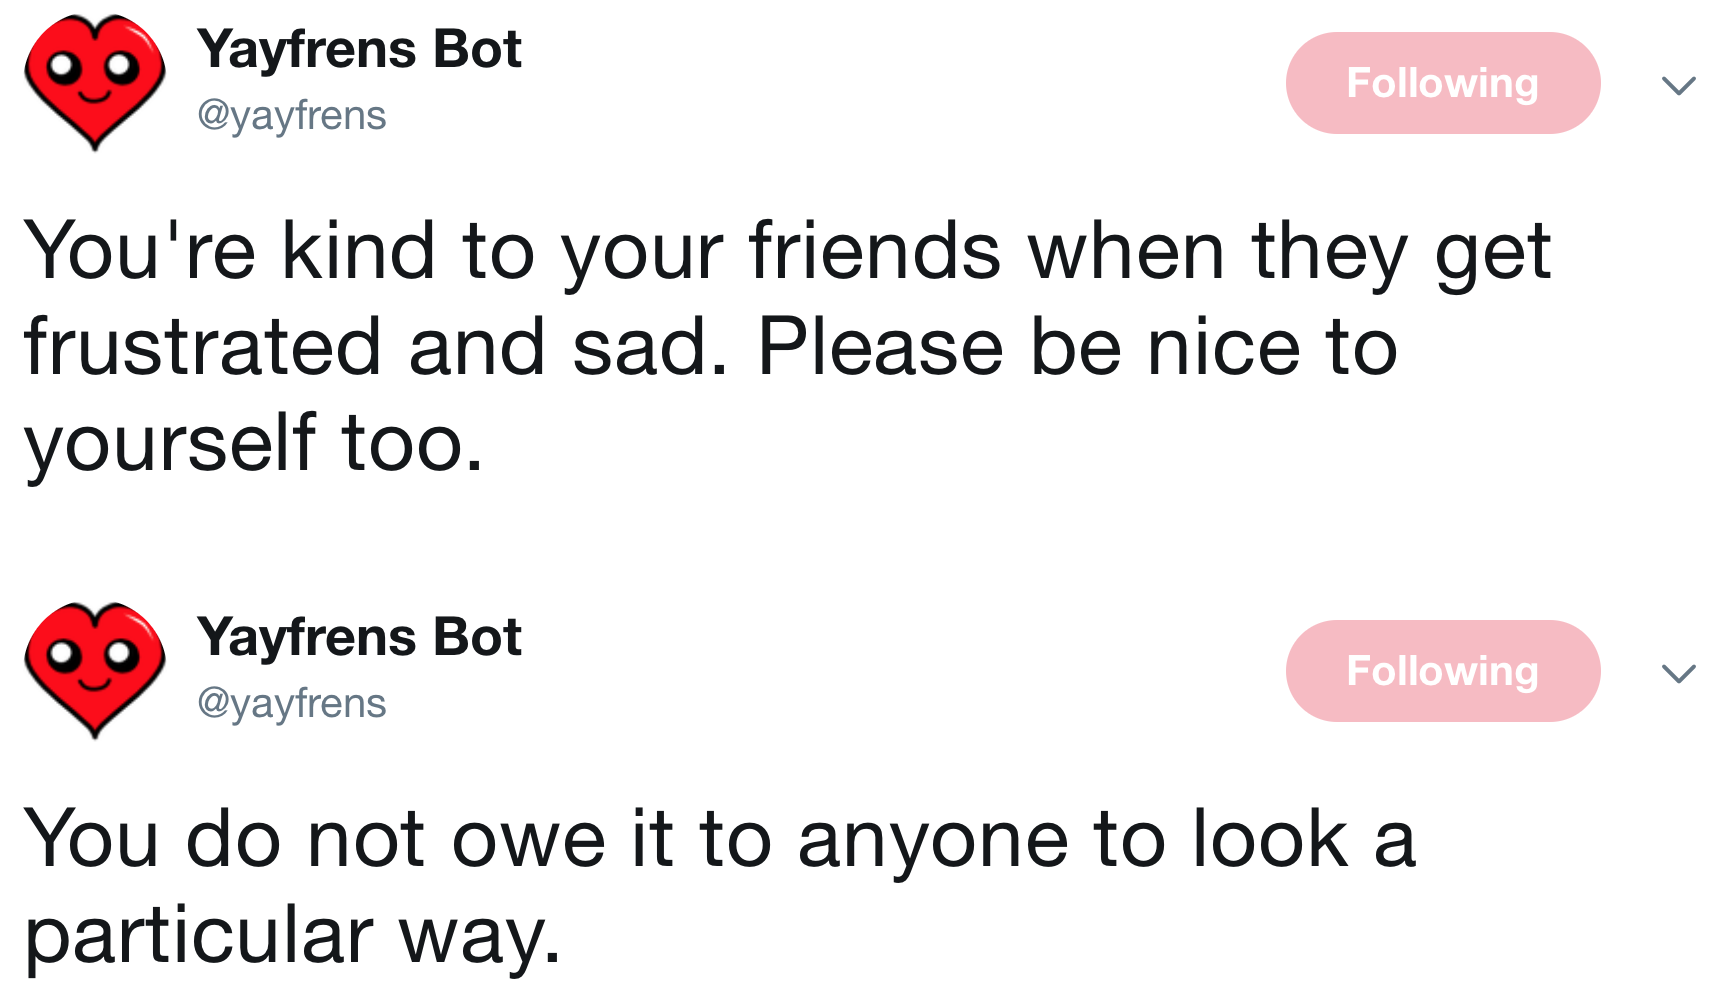 Yayfrens Bot
@yayfrens
Following
You're kind to your friends when they get
frustrated and sad. Please be nice to
yourself too.
Yayfrens Bot
@yayfrens
Following
You do not owe it to anyone to look a
particular way.